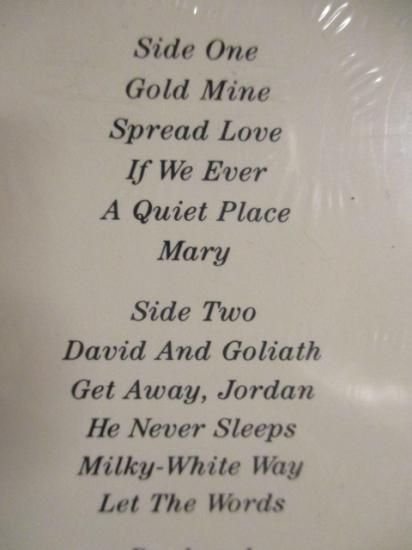 Side One
Gold Mine
Spread Love
If We Ever
A Quiet Place
Mary
Side Two
David And Goliath
Get Away, Jordan
He Never Sleeps
Milky-White Way
Let The Words